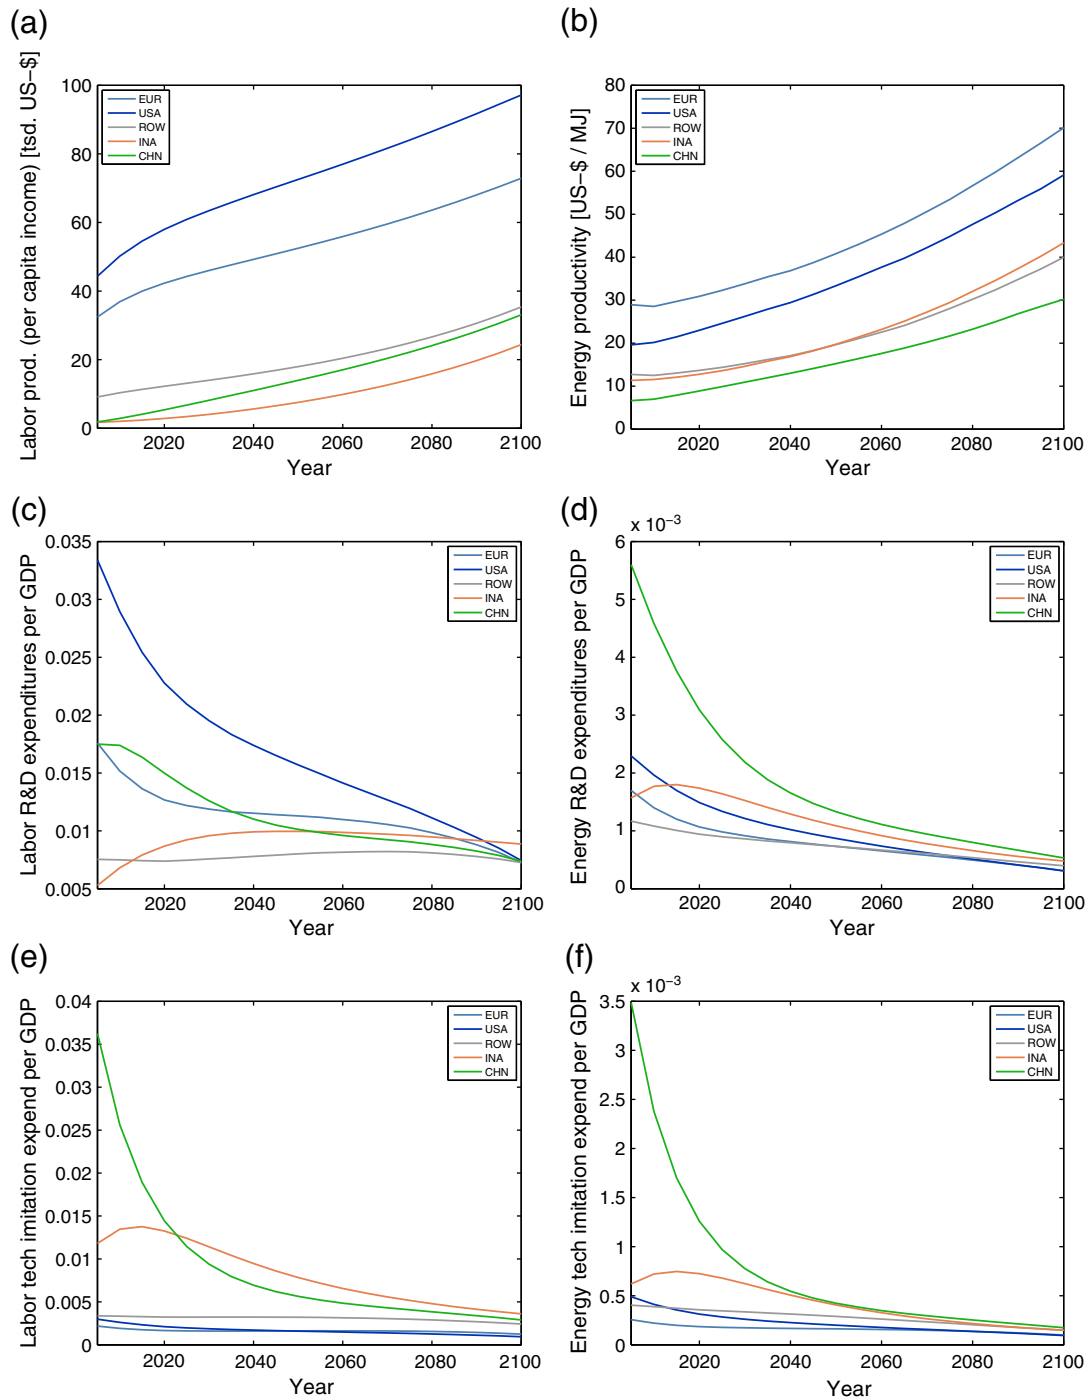 (a)
Labor prod. (per capita income) [tsd. US-$]
100
80
60
40
20
0
EUR
USA
ROW
INA
CHN
2020 2040 2060 2080 2100
Year
(b)
Energy productivity [US-$ / MJ]
80
70
60
50
40
30
20
10
0
EUR
USA
ROW
INA
CHN
2020 2040 2060 2080 2100
Year
(c)
Labor R&D expenditures per GDP
0.035
0.03
0.025
0.02
0.015
0.01
0.005
EUR
USA
ROW
INA
CHN
2020 2040 2060 2080 2100
Year
(d)
x 10⁻³
Energy R&D expenditures per GDP
6
5
4
3
2
1
0
EUR
USA
ROW
INA
CHN
2020 2040 2060 2080 2100
Year
(e)
Labor tech imitation expend per GDP
0.04
0.035
0.03
0.025
0.02
0.015
0.01
0.005
0
EUR
USA
ROW
INA
CHN
2020 2040 2060 2080 2100
Year
(f)
x 10⁻³
Energy tech imitation expend per GDP
3.5
3
2.5
2
1.5
1
0.5
0
EUR
USA
ROW
INA
CHN
2020 2040 2060 2080 2100
Year